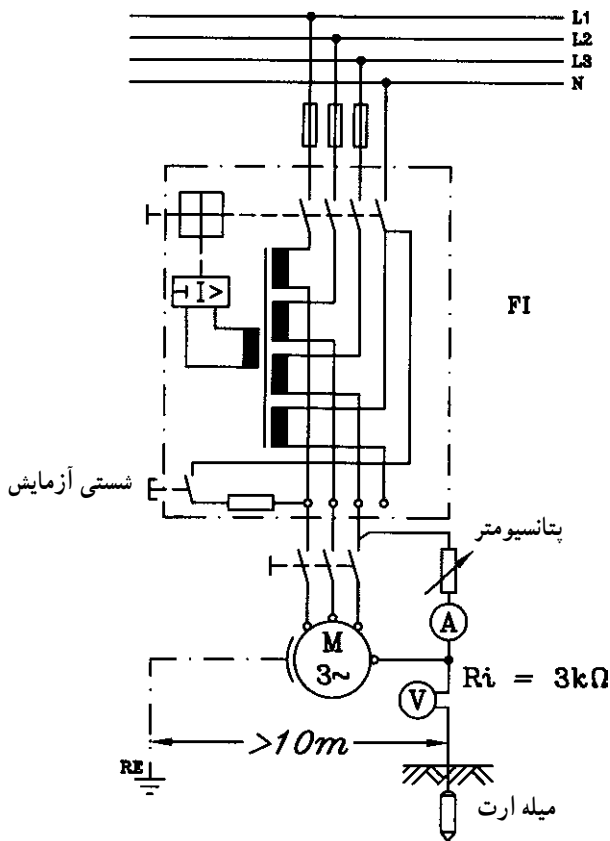 L1
L2
L3
N
FI
I>
شستی آزمایش
پتانسیومتر
A
M
3~
Ri = 3kΩ
V
>10m
RE
میله ارت